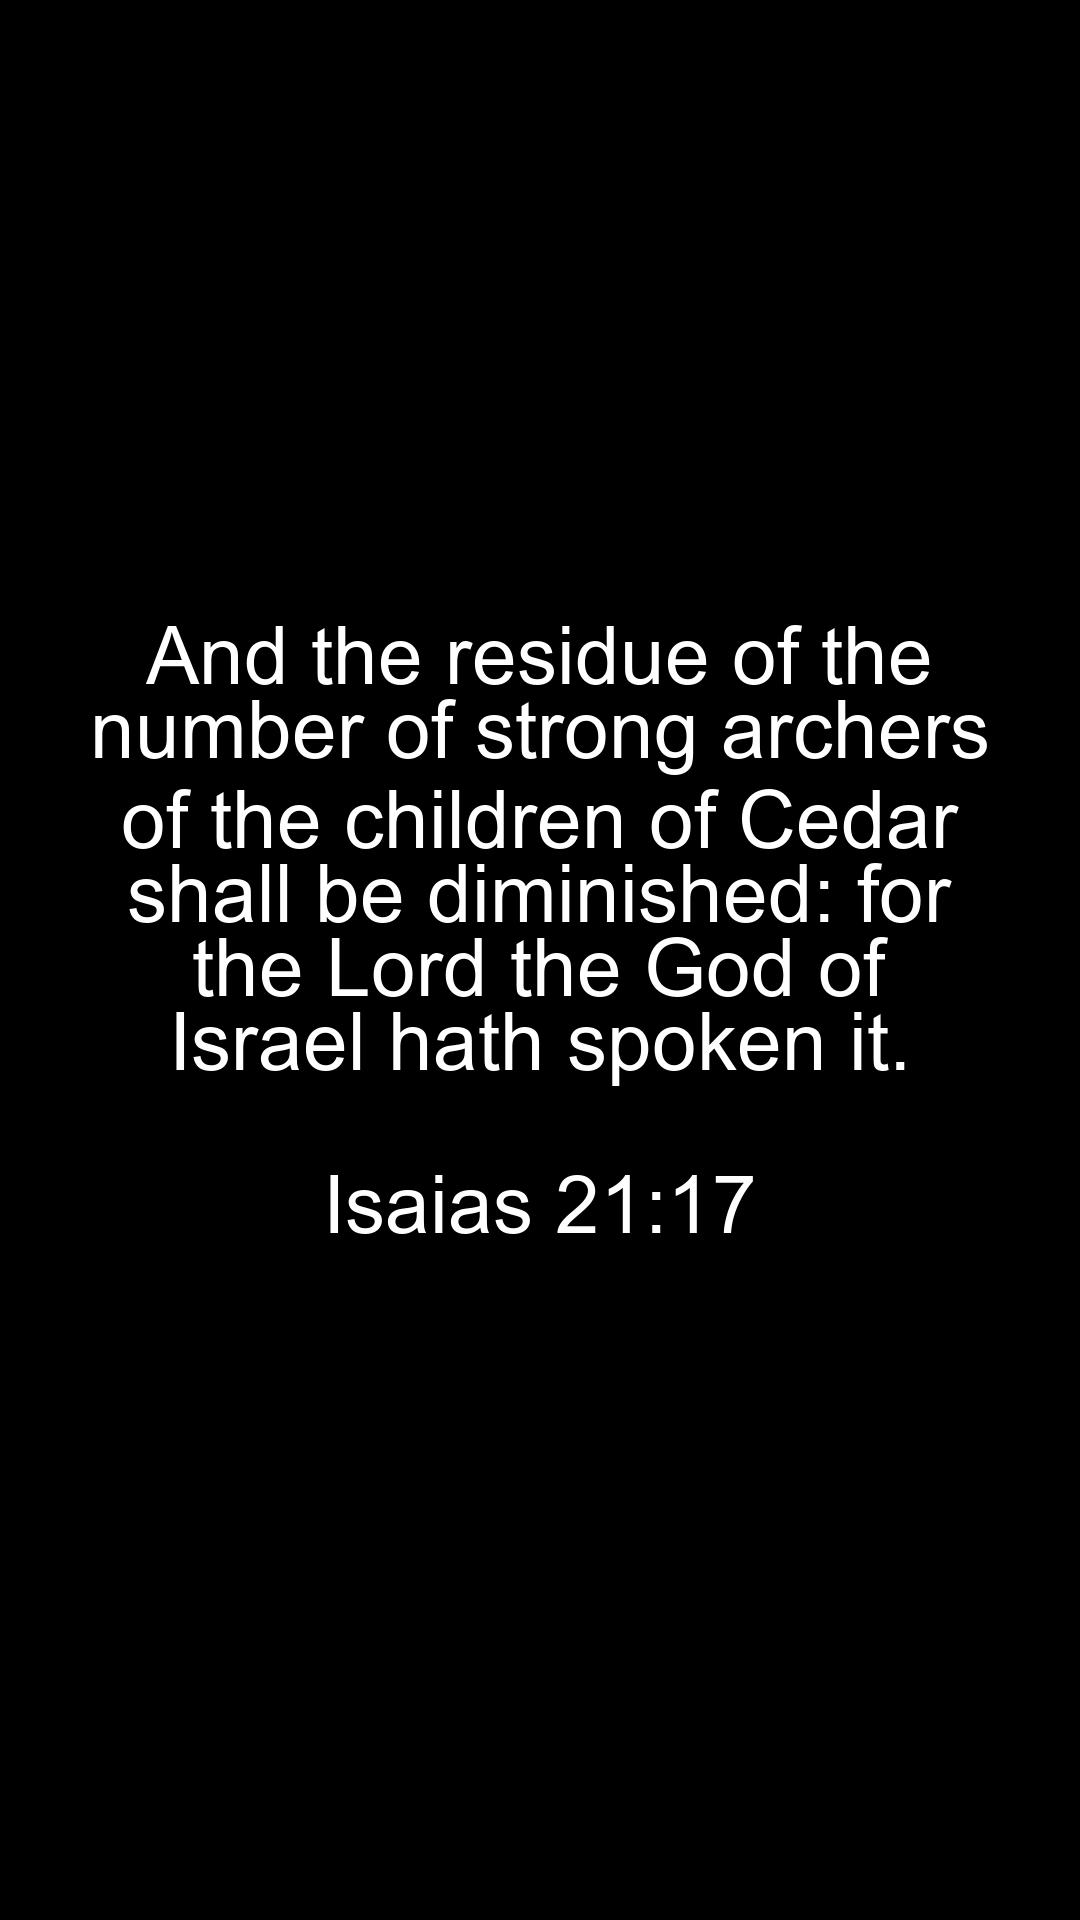 And the residue of the
number of strong archers
of the children of Cedar
shall be diminished: for
the Lord the God of
Israel hath spoken it.
Isaias 21:17